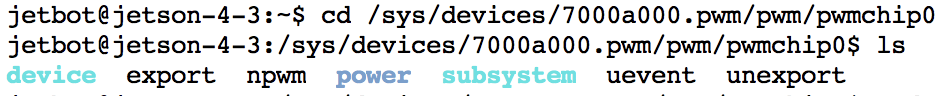 jetbot@jetson-4-3:~$ cd /sys/devices/7000a000.pwm/pwm/pwmchip0
jetbot@jetson-4-3:/sys/devices/7000a000.pwm/pwm/pwmchip0$ ls
device export npwm power subsystem uevent unexport